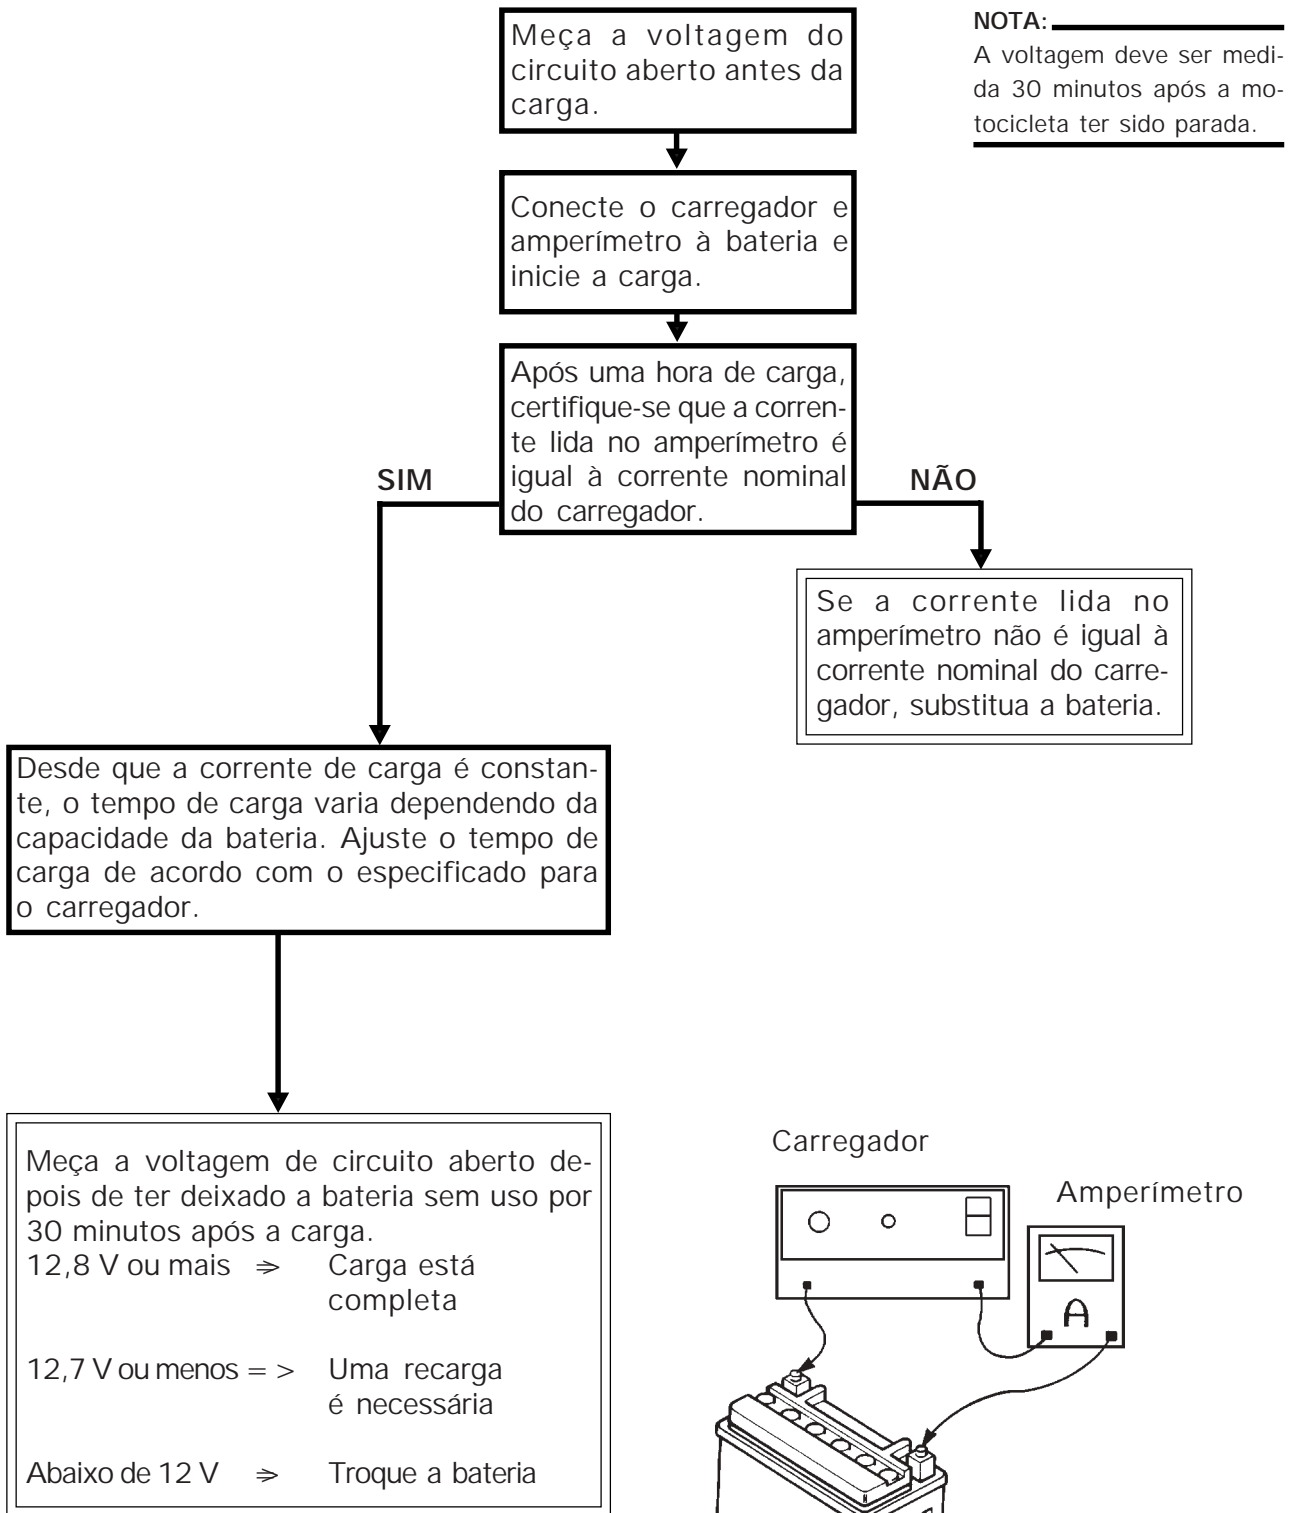 Meça a voltagem do
circuito aberto antes da
carga.
NOTA:
A voltagem deve ser medi-
da 30 minutos após a mo-
tocicleta ter sido parada.
Conecte o carregador e
amperímetro à bateria e
inicie a carga.
Após uma hora de carga,
certifique-se que a corren-
te lida no amperímetro é
igual à corrente nominal
do carregador.
SIM
NÃO
Se a corrente lida no
amperímetro não é igual à
corrente nominal do carre-
gador, substitua a bateria.
Desde que a corrente de carga é constan-
te, o tempo de carga varia dependendo da
capacidade da bateria. Ajuste o tempo de
carga de acordo com o especificado para
o carregador.
Meça a voltagem de circuito aberto de-
pois de ter deixado a bateria sem uso por
30 minutos após a carga.
12,8 V ou mais ⇒ Carga está
completa
12,7 V ou menos = > Uma recarga
é necessária
Abaixo de 12 V ⇒ Troque a bateria
Carregador
Amperímetro
A